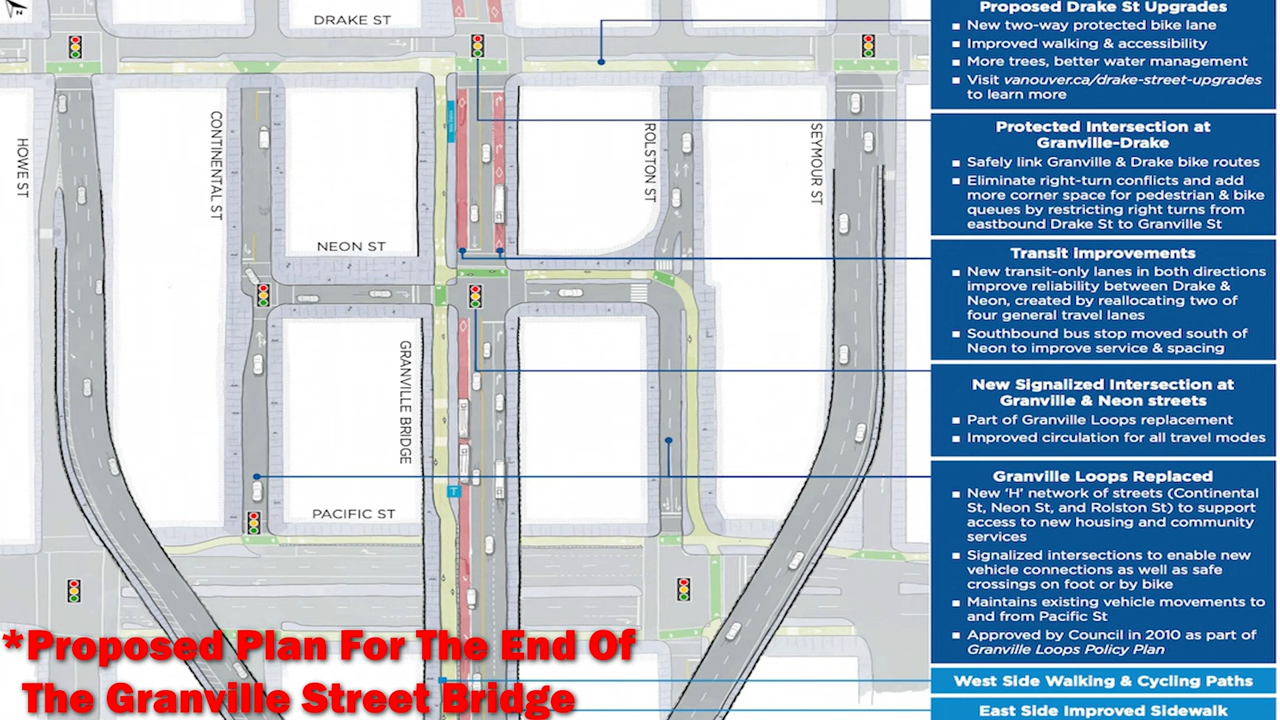 N
DRAKE ST
HOWE ST
CONTINENTAL ST
ROLSTON ST
SEYMOUR ST
NEON ST
GRANVILLE BRIDGE
PACIFIC ST
T
*Proposed Plan For The End Of
The Granville Street Bridge
Proposed Drake St Upgrades
▪ New two-way protected bike lane
▪ Improved walking & accessibility
▪ More trees, better water management
▪ Visit vanouver.ca/drake-street-upgrades
to learn more
Protected Intersection at
Granville-Drake
▪ Safely link Granville & Drake bike routes
▪ Eliminate right-turn conflicts and add
more corner space for pedestrian & bike
queues by restricting right turns from
eastbound Drake St to Granville St
Transit improvements
▪ New transit-only lanes in both directions
improve reliability between Drake &
Neon, created by reallocating two of
four general travel lanes
▪ Southbound bus stop moved south of
Neon to improve service & spacing
New Signalized Intersection at
Granville & Neon streets
▪ Part of Granville Loops replacement
▪ Improved circulation for all travel modes
Granville Loops Replaced
▪ New ‘H’ network of streets (Continental
St, Neon St, and Rolston St) to support
access to new housing and community
services
▪ Signalized intersections to enable new
vehicle connections as well as safe
crossings on foot or by bike
▪ Maintains existing vehicle movements to
and from Pacific St
▪ Approved by Council in 2010 as part of
Granville Loops Policy Plan
West Side Walking & Cycling Paths
East Side Improved Sidewalk